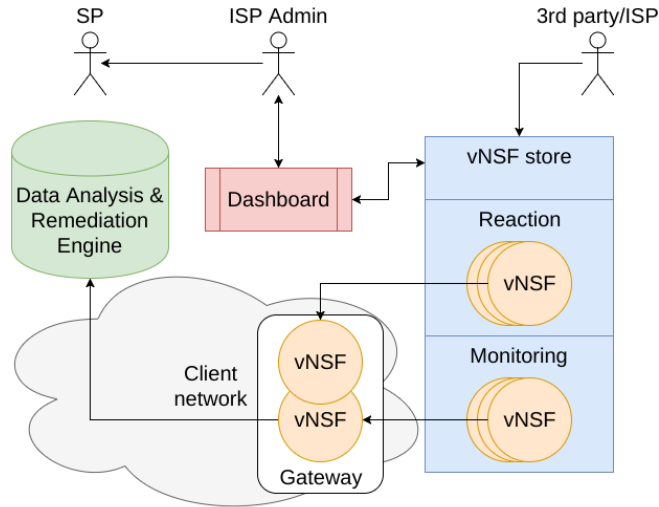 SP
ISP Admin
3rd party/ISP
Data Analysis &
Remediation
Engine
Dashboard
vNSF store
Reaction
vNSF
Monitoring
vNSF
Client
network
vNSF
vNSF
Gateway